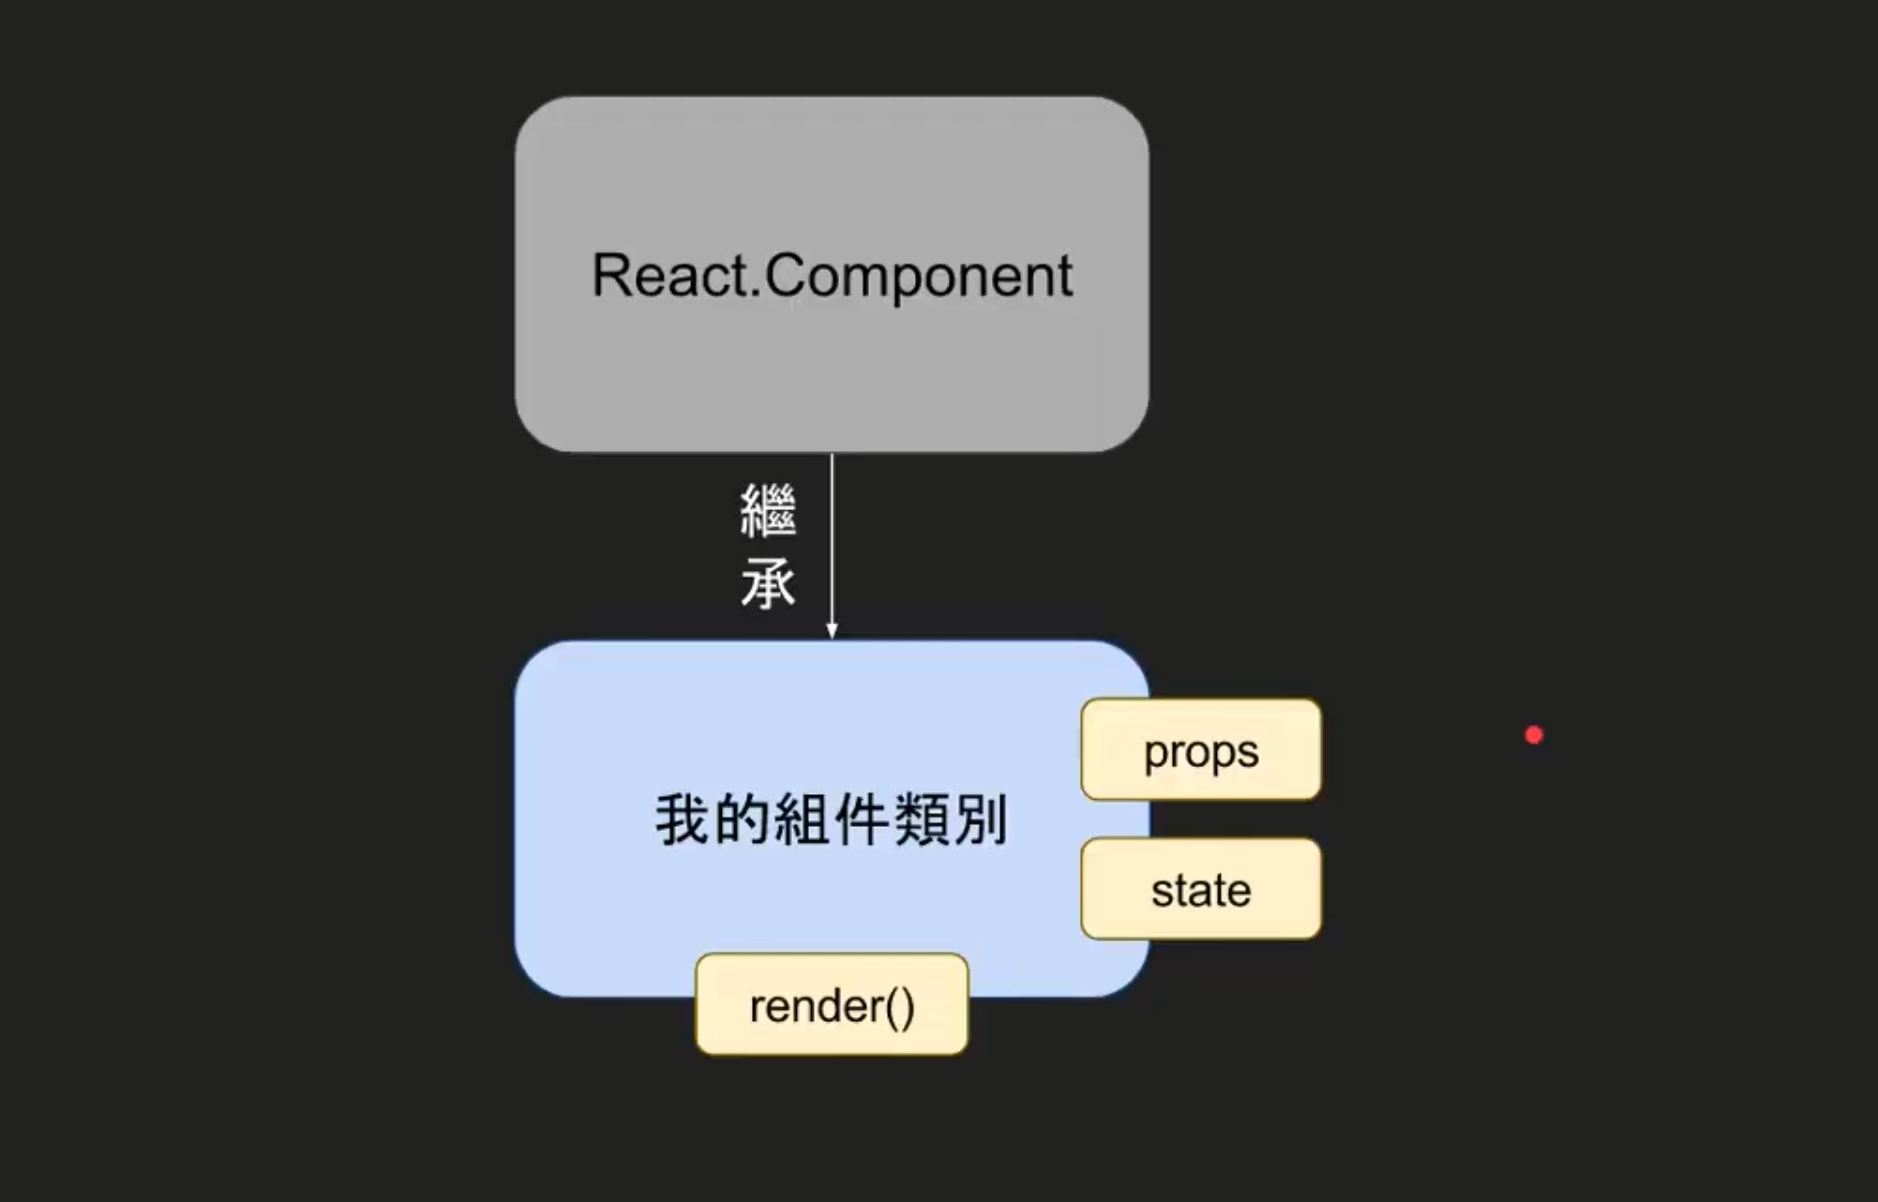 React.Component
繼
承
我的組件類別
props
state
render()